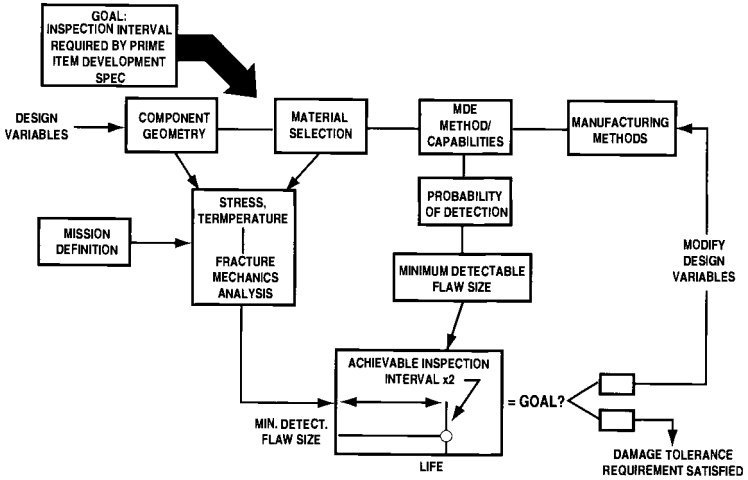 GOAL:
INSPECTION INTERVAL
REQUIRED BY PRIME
ITEM DEVELOPMENT
SPEC
DESIGN
VARIABLES
COMPONENT
GEOMETRY
MATERIAL
SELECTION
MDE
METHOD/
CAPABILITIES
MANUFACTURING
METHODS
STRESS,
TERMPERATURE
FRACTURE
MECHANICS
ANALYSIS
MISSION
DEFINITION
PROBABILITY
OF DETECTION
MINIMUM DETECTABLE
FLAW SIZE
MODIFY
DESIGN
VARIABLES
ACHIEVABLE INSPECTION
INTERVAL x2
MIN. DETECT.
FLAW SIZE
LIFE
= GOAL?
DAMAGE TOLERANCE
REQUIREMENT SATISFIED